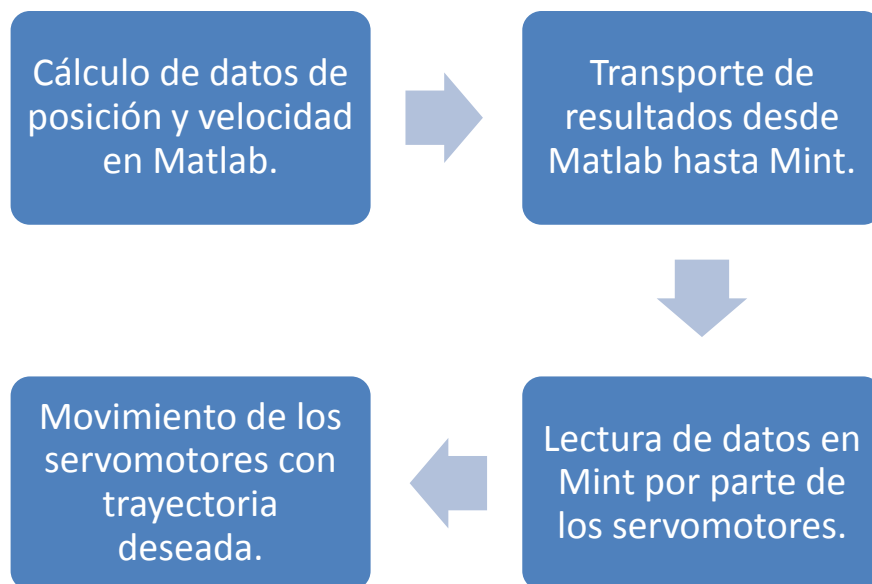 Cálculo de datos de
posición y velocidad
en Matlab.
Transporte de
resultados desde
Matlab hasta Mint.
Lectura de datos en
Mint por parte de
los servomotores.
Movimiento de los
servomotores con
trayectoria
deseada.